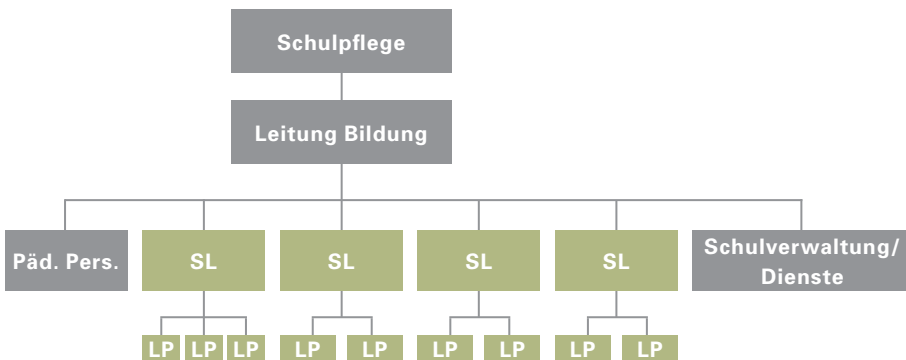 Schulpflege
Leitung Bildung
Päd. Pers.
SL
SL
SL
SL
Schulverwaltung/
Dienste
LP
LP
LP
LP
LP
LP
LP
LP
LP